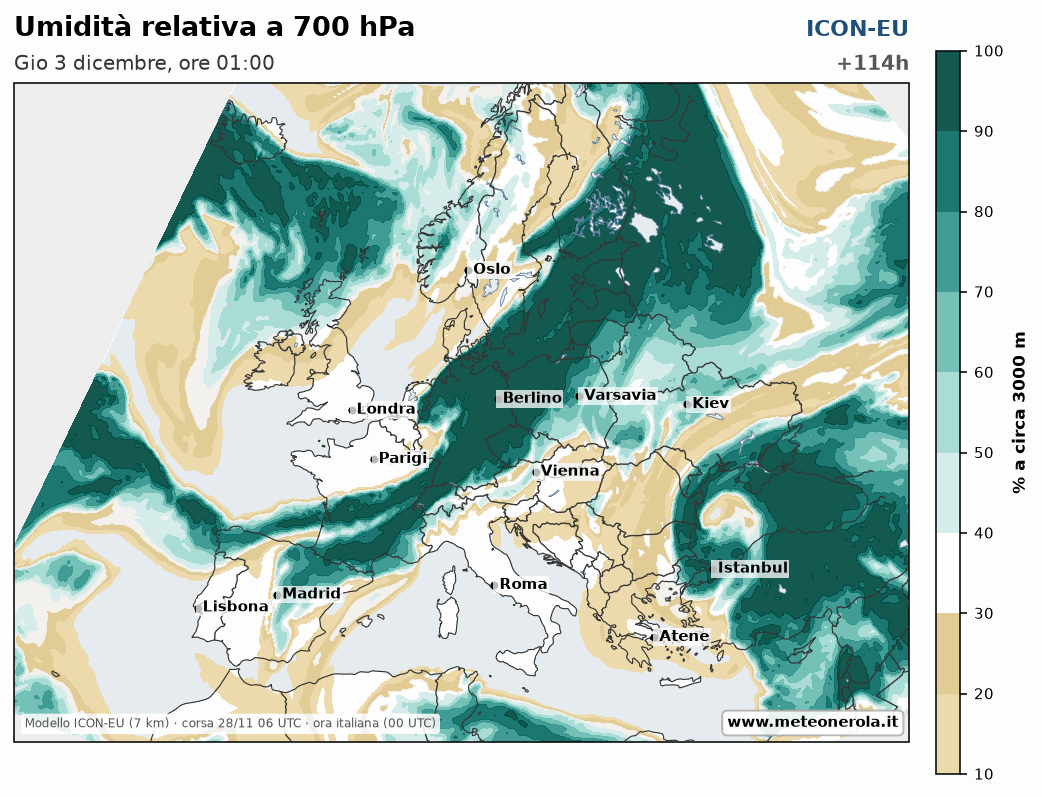 Umidità relativa a 700 hPa
ICON-EU
Gio 3 dicembre, ore 01:00
+114h
100
90
80
70
60
50
40
30
20
10
% a circa 3000 m
Oslo
Berlino
Varsavia
Kiev
Londra
Parigi
Vienna
Istanbul
Roma
Madrid
Lisbona
Atene
Modello ICON-EU (7 km) · corsa 28/11 06 UTC · ora italiana (00 UTC)
www.meteonerola.it